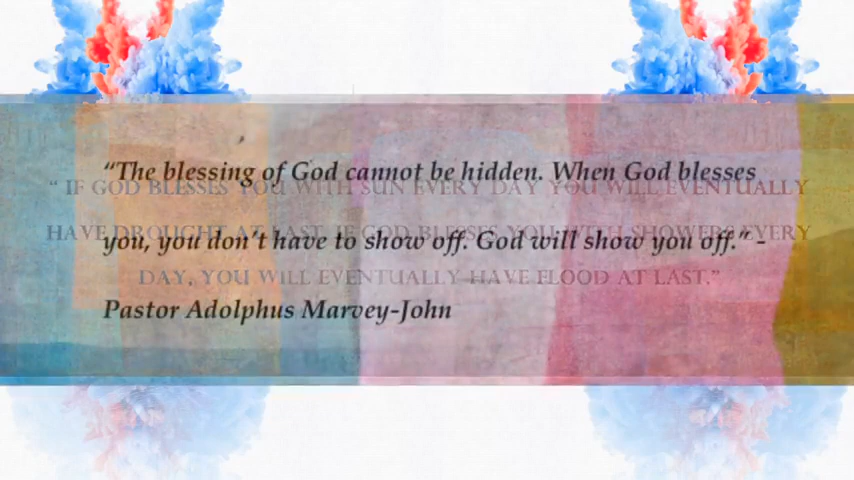 “The blessing of God cannot be hidden. When God blesses
“ IF GOD BLESSES YOU WITH SUN EVERY DAY YOU WILL EVENTUALLY
HAVE DROUGHT AT LAST. IF GOD BLESSES YOU WITH SHOWERS EVERY
you, you don’t have to show off. God will show you off.” -
DAY, YOU WILL EVENTUALLY HAVE FLOOD AT LAST.”
Pastor Adolphus Marvey-John